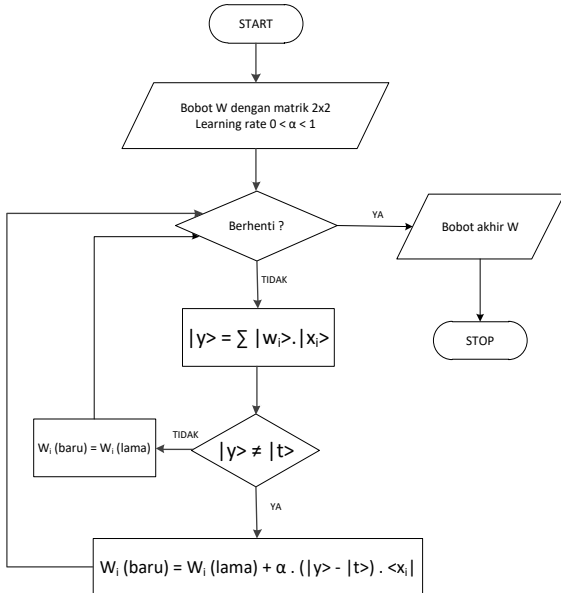 START
Bobot W dengan matrik 2x2
Learning rate 0 < α < 1
Berhenti ?
YA
Bobot akhir W
STOP
TIDAK
|y> = ∑ |wᵢ>.|xᵢ>
|y> ≠ |t>
TIDAK
Wᵢ (baru) = Wᵢ (lama)
YA
Wᵢ (baru) = Wᵢ (lama) + α . (|y> - |t>) . <xᵢ|